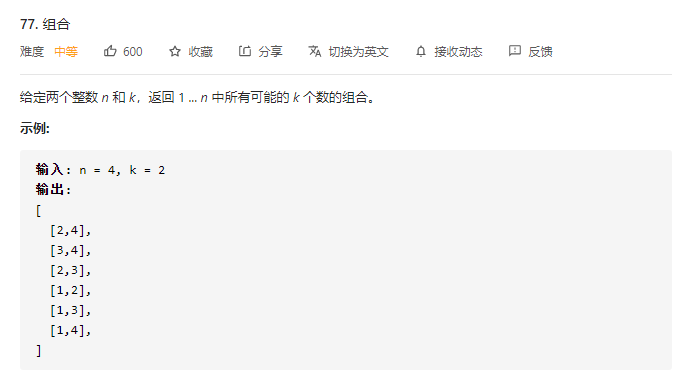 77. 组合
难度 中等 600 收藏 分享 切换为英文 接收动态 反馈
给定两个整数 n 和 k，返回 1 ... n 中所有可能的 k 个数的组合。
示例:
输入: n = 4, k = 2
输出:
[
[2,4],
[3,4],
[2,3],
[1,2],
[1,3],
[1,4],
]